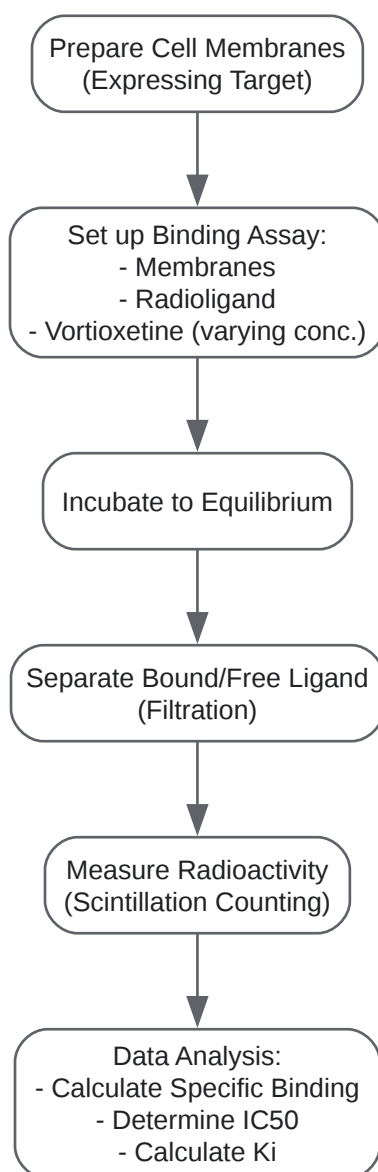 Prepare Cell Membranes
(Expressing Target)
Set up Binding Assay:
- Membranes
- Radioligand
- Vortioxetine (varying conc.)
Incubate to Equilibrium
Separate Bound/Free Ligand
(Filtration)
Measure Radioactivity
(Scintillation Counting)
Data Analysis:
- Calculate Specific Binding
- Determine IC50
- Calculate Ki